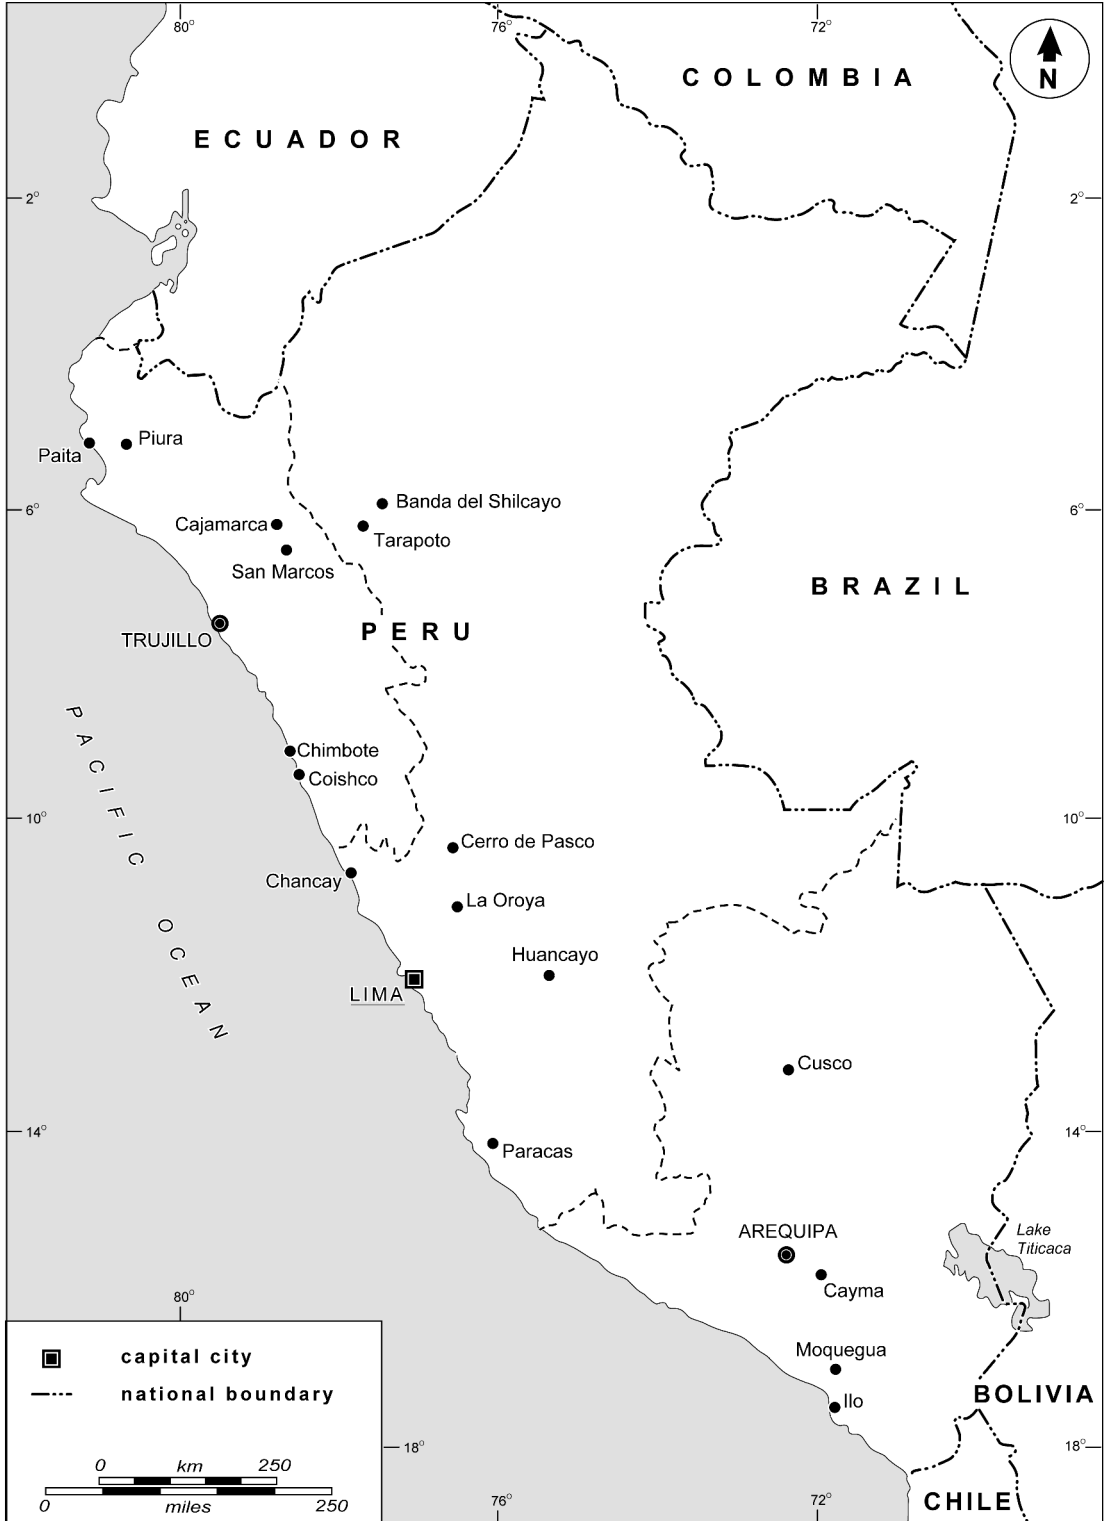 80°
76°
72°
N
COLOMBIA
ECUADOR
2°
2°
Piura
Paita
Banda del Shilcayo
6°
6°
Cajamarca
Tarapoto
San Marcos
BRAZIL
PERU
TRUJILLO
PACIFIC OCEAN
Chimbote
Coishco
10°
10°
Cerro de Pasco
Chancay
La Oroya
Huancayo
LIMA
Cusco
14°
14°
Paracas
AREQUIPA
Lake
Titicaca
Cayma
80°
Moquegua
capital city
national boundary
BOLIVIA
Ilo
18°
18°
0 km 250
0 miles 250
76°
72°
CHILE